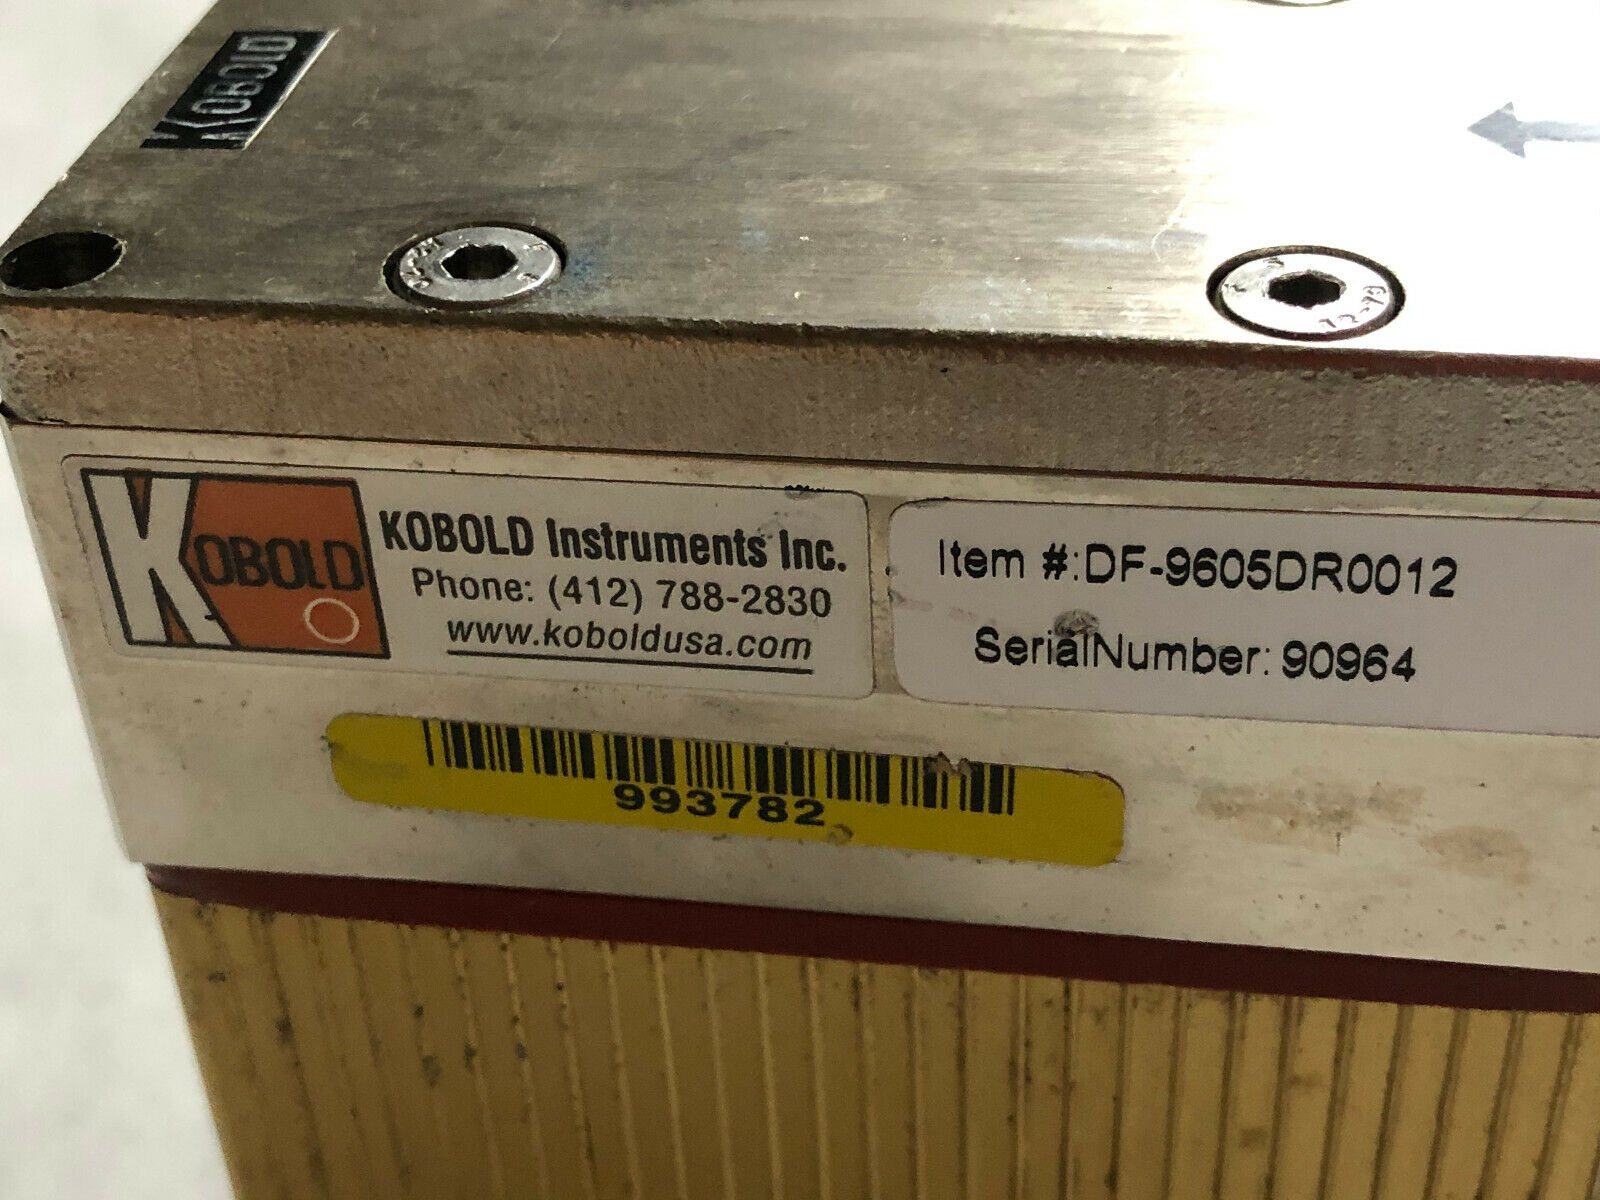 KOBOLD
KOBOLD
KOBOLD Instruments Inc.
Phone: (412) 788-2830
www.koboldusa.com
Item #:DF-9605DR0012
SerialNumber: 90964
993782